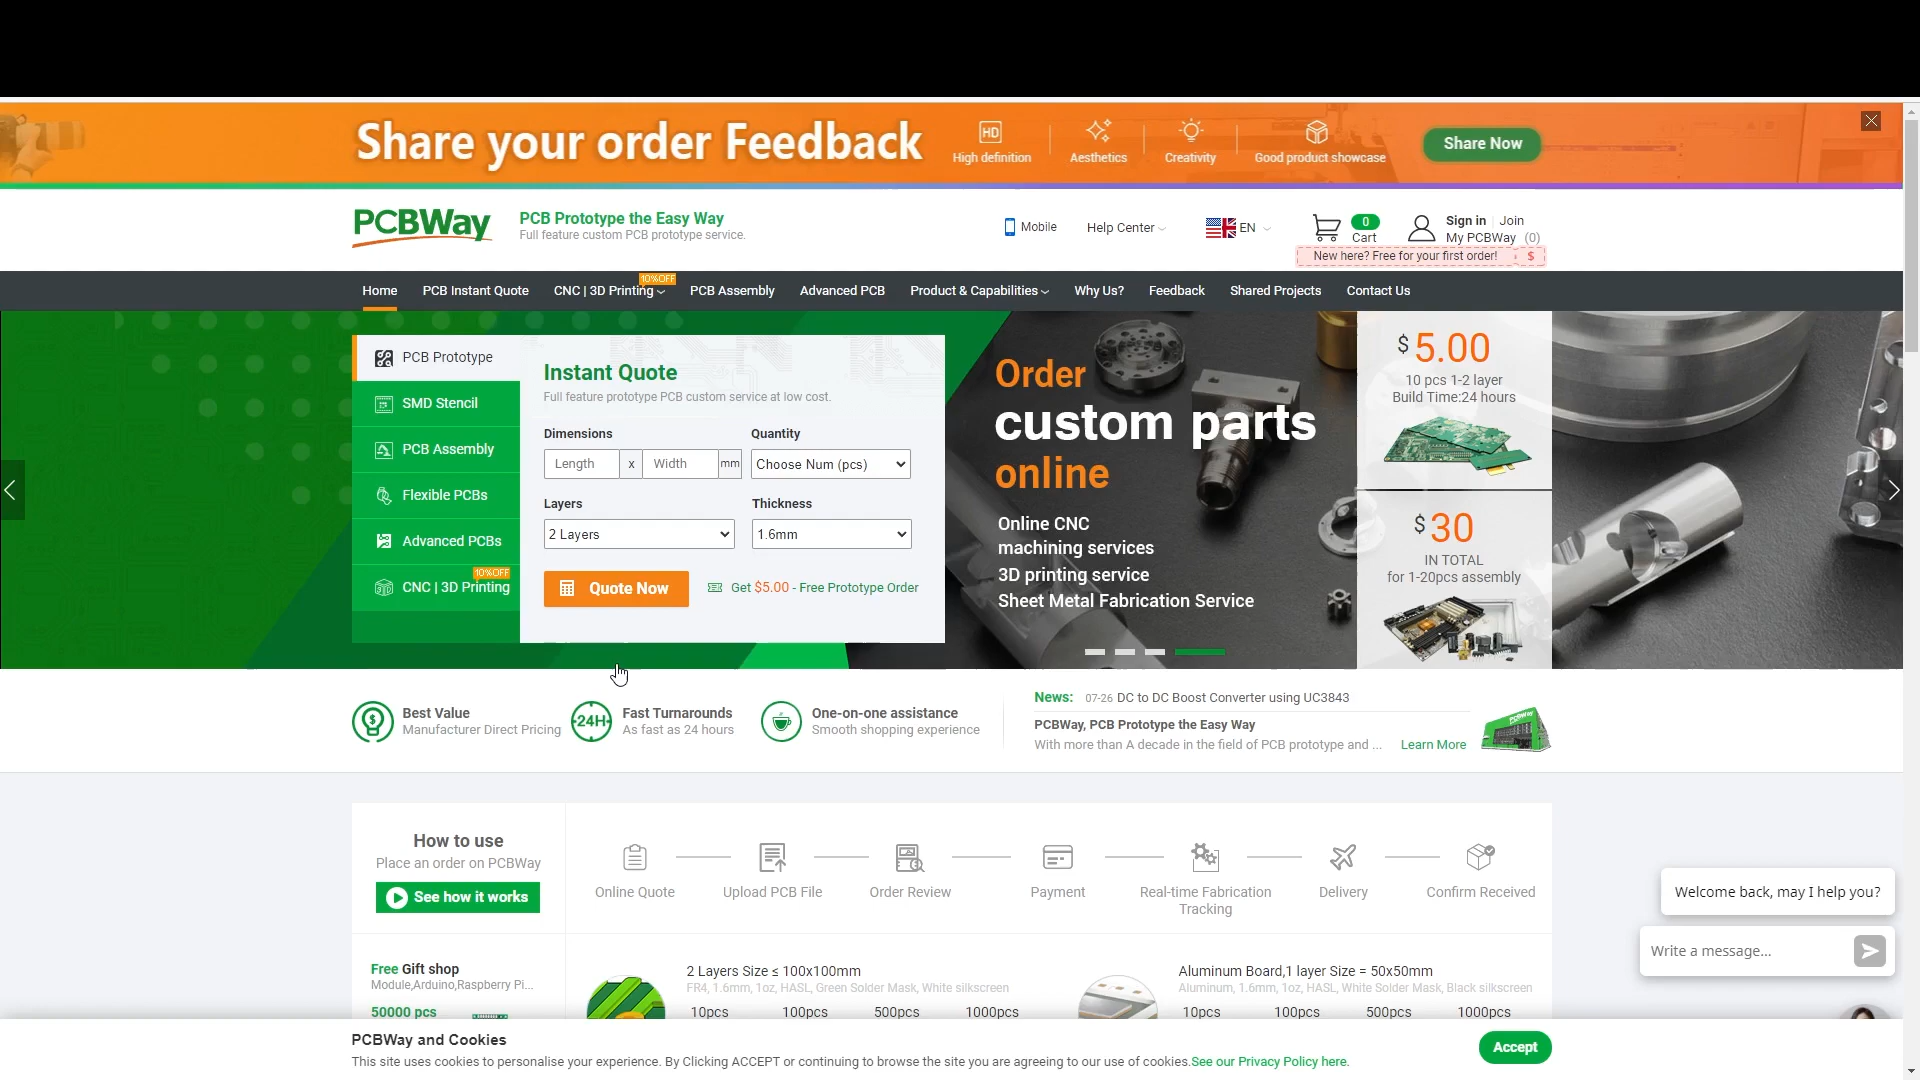 Share your order Feedback
HD
High definition
Aesthetics
Creativity
Good product showcase
Share Now
PCBWay
PCB Prototype the Easy Way
Full feature custom PCB prototype service.
Mobile
Help Center
EN
0
Cart
Sign in | Join
My PCBWay (0)
New here? Free for your first order! $
Home
PCB Instant Quote
CNC | 3D Printing
10%OFF
PCB Assembly
Advanced PCB
Product & Capabilities
Why Us?
Feedback
Shared Projects
Contact Us
PCB Prototype
SMD Stencil
PCB Assembly
Flexible PCBs
Advanced PCBs
10%OFF
CNC | 3D Printing
Instant Quote
Full feature prototype PCB custom service at low cost.
Dimensions
Quantity
Length x Width mm
Choose Num (pcs)
Layers
Thickness
2 Layers
1.6mm
Quote Now
Get $5.00 - Free Prototype Order
Order
custom parts
online
Online CNC
machining services
3D printing service
Sheet Metal Fabrication Service
$ 5.00
10 pcs 1-2 layer
Build Time:24 hours
$ 30
IN TOTAL
for 1-20pcs assembly
Best Value
Manufacturer Direct Pricing
24H
Fast Turnarounds
As fast as 24 hours
One-on-one assistance
Smooth shopping experience
News: 07-26 DC to DC Boost Converter using UC3843
PCBWay, PCB Prototype the Easy Way
With more than A decade in the field of PCB prototype and ... Learn More
How to use
Place an order on PCBWay
See how it works
Online Quote
Upload PCB File
Order Review
Payment
Real-time Fabrication
Tracking
Delivery
Confirm Received
Welcome back, may I help you?
Write a message...
Free Gift shop
Module,Arduino,Raspberry Pi...
50000 pcs
2 Layers Size ≤ 100x100mm
FR4, 1.6mm, 1oz, HASL, Green Solder Mask, White silkscreen
10pcs 100pcs 500pcs 1000pcs
Aluminum Board,1 layer Size = 50x50mm
Aluminum, 1.6mm, 1oz, HASL, White Solder Mask, Black silkscreen
10pcs 100pcs 500pcs 1000pcs
PCBWay and Cookies
This site uses cookies to personalise your experience. By Clicking ACCEPT or continuing to browse the site you are agreeing to our use of cookies.See our Privacy Policy here.
Accept